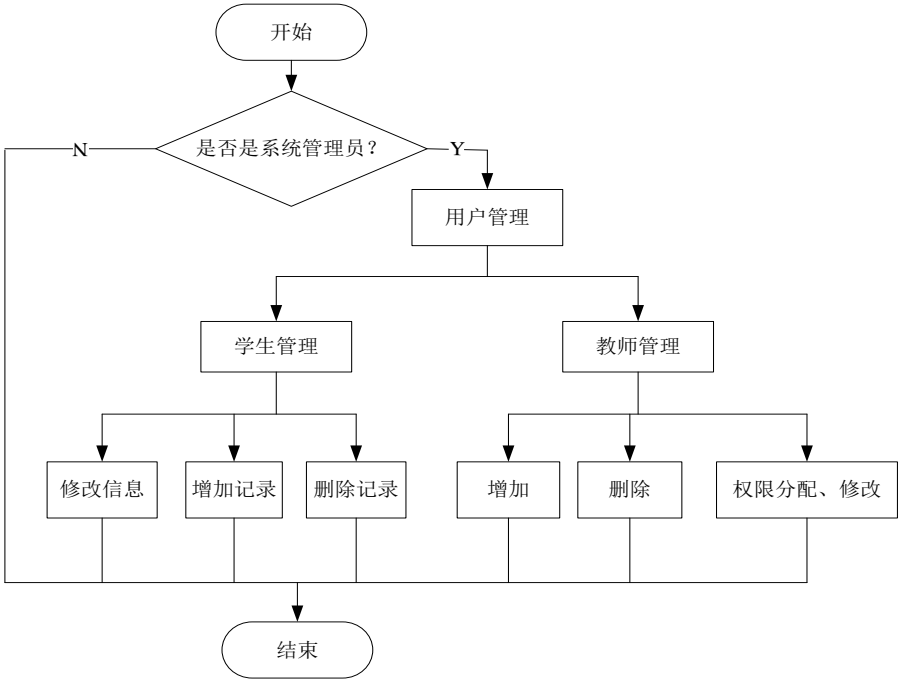 开始
是否是系统管理员？
N
Y
用户管理
学生管理
教师管理
修改信息
增加记录
删除记录
增加
删除
权限分配、修改
结束